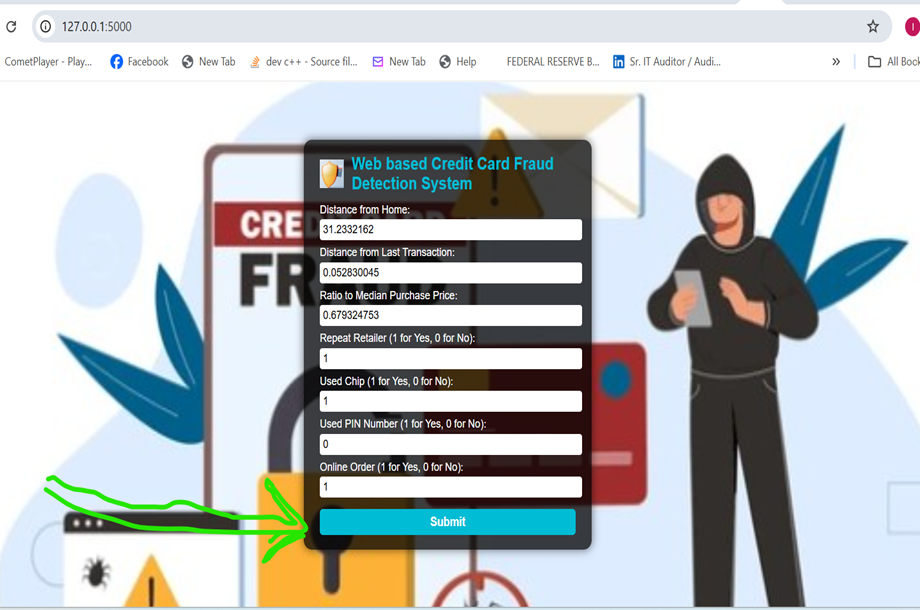 127.0.0.1:5000
CometPlayer - Play... Facebook New Tab dev c++ - Source fil... New Tab Help FEDERAL RESERVE B... Sr. IT Auditor / Audi... » All Book
Web based Credit Card Fraud
Detection System
Distance from Home:
31.2332162
Distance from Last Transaction:
0.052830045
Ratio to Median Purchase Price:
0.679324753
Repeat Retailer (1 for Yes, 0 for No):
1
Used Chip (1 for Yes, 0 for No):
1
Used PIN Number (1 for Yes, 0 for No):
0
Online Order (1 for Yes, 0 for No):
1
Submit